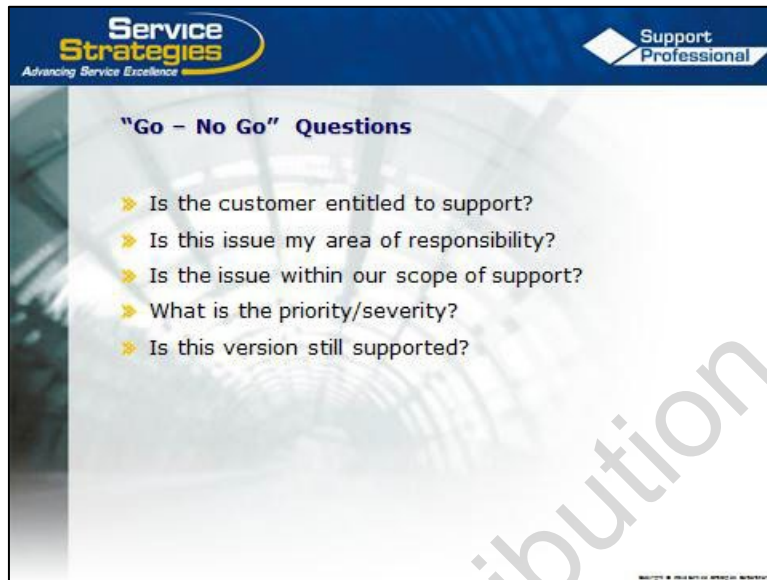 Service
Strategies
Advancing Service Excellence
Support
Professional
"Go – No Go" Questions
» Is the customer entitled to support?
» Is this issue my area of responsibility?
» Is the issue within our scope of support?
» What is the priority/severity?
» Is this version still supported?
ibution